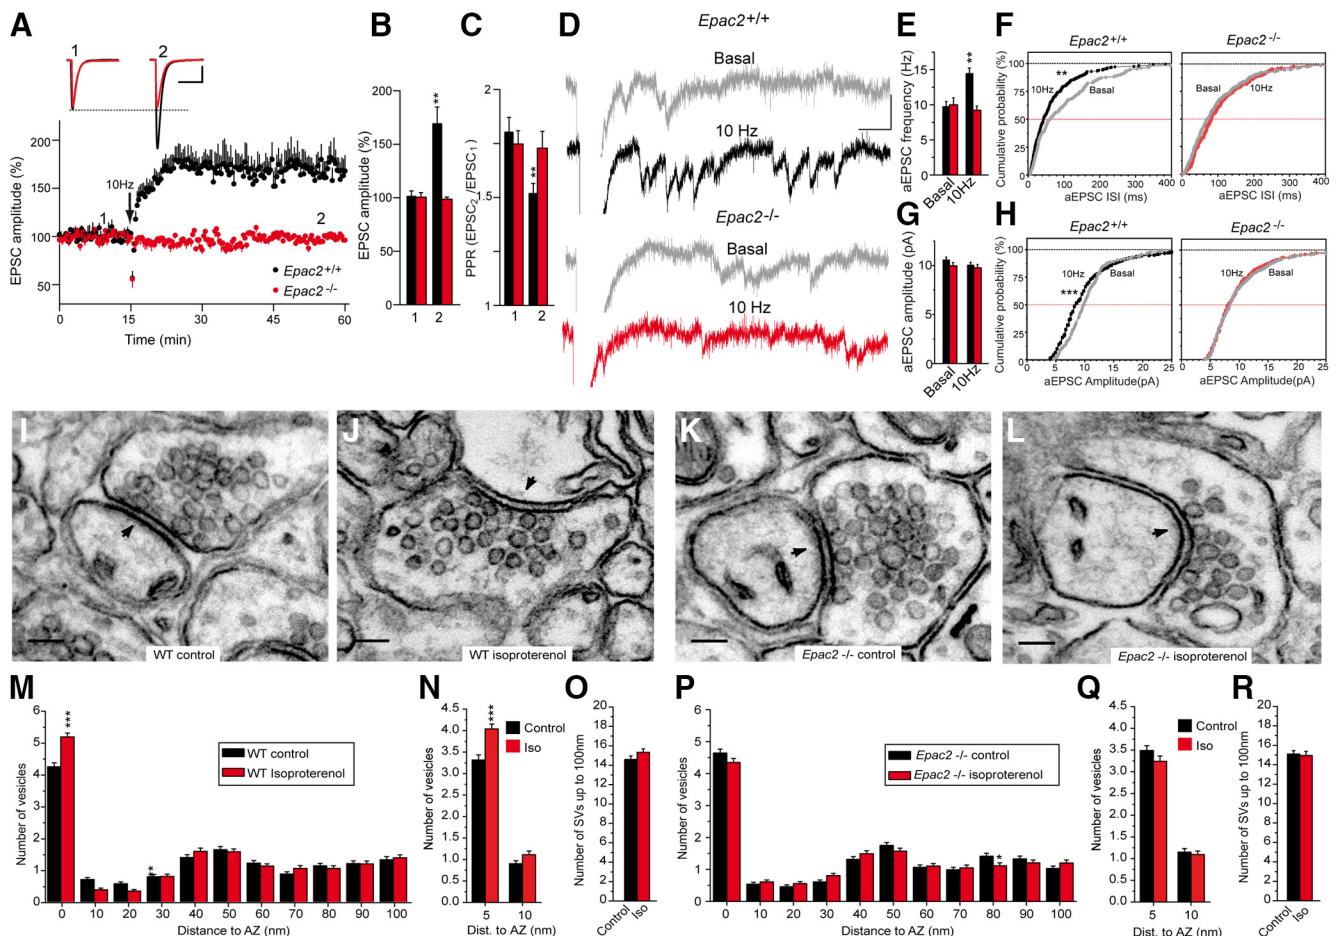 A
1
2
EPSC amplitude (%)
200
150
100
50
10Hz
1
2
Epac2+/+
Epac2-/-
0
15
30
45
60
Time (min)
B
EPSC amplitude (%)
200
150
100
50
0
**
1
2
C
PPR (EPSC2/EPSC1)
2
1.5
1
**
1
2
D
Epac2+/+
Basal
10 Hz
Epac2-/-
Basal
10 Hz
E
aEPSC frequency (Hz)
15
10
5
0
**
Basal
10Hz
F
Epac2+/+
Epac2-/-
Cumulative probability (%)
100
75
50
25
0
**
10Hz
Basal
Basal
10Hz
0 100 200 300 400
0 100 200 300 400
aEPSC ISI (ms)
aEPSC ISI (ms)
G
aEPSC amplitude (pA)
10
5
0
Basal
10Hz
H
Epac2+/+
Epac2-/-
Cumulative probability (%)
100
75
50
25
0
10Hz
Basal
***
10Hz
Basal
0 5 10 15 20 25
0 5 10 15 20 25
aEPSC Amplitude(pA)
aEPSC Amplitude(pA)
I
WT control
J
WT isoproterenol
K
Epac2 -/- control
L
Epac2 -/- isoproterenol
M
Number of vesicles
6
5
4
3
2
1
0
***
**
WT control
WT Isoproterenol
0 10 20 30 40 50 60 70 80 90 100
Distance to AZ (nm)
N
Number of vesicles
4.5
4.0
3.5
3.0
2.5
2.0
1.5
1.0
0.5
0.0
***
Control
Iso
5 10
Dist. to AZ (nm)
O
Number of SVs up to 100nm
20
18
16
14
12
10
8
6
4
2
0
Control
Iso
P
Number of vesicles
6
5
4
3
2
1
0
*
Epac2 -/- control
Epac2 -/- isoproterenol
0 10 20 30 40 50 60 70 80 90 100
Distance to AZ (nm)
Q
Number of vesicles
4.5
4.0
3.5
3.0
2.5
2.0
1.5
1.0
0.5
0.0
Control
Iso
5 10
Dist. to AZ (nm)
R
Number of SVs up to 100nm
20
18
16
14
12
10
8
6
4
2
0
Control
Iso